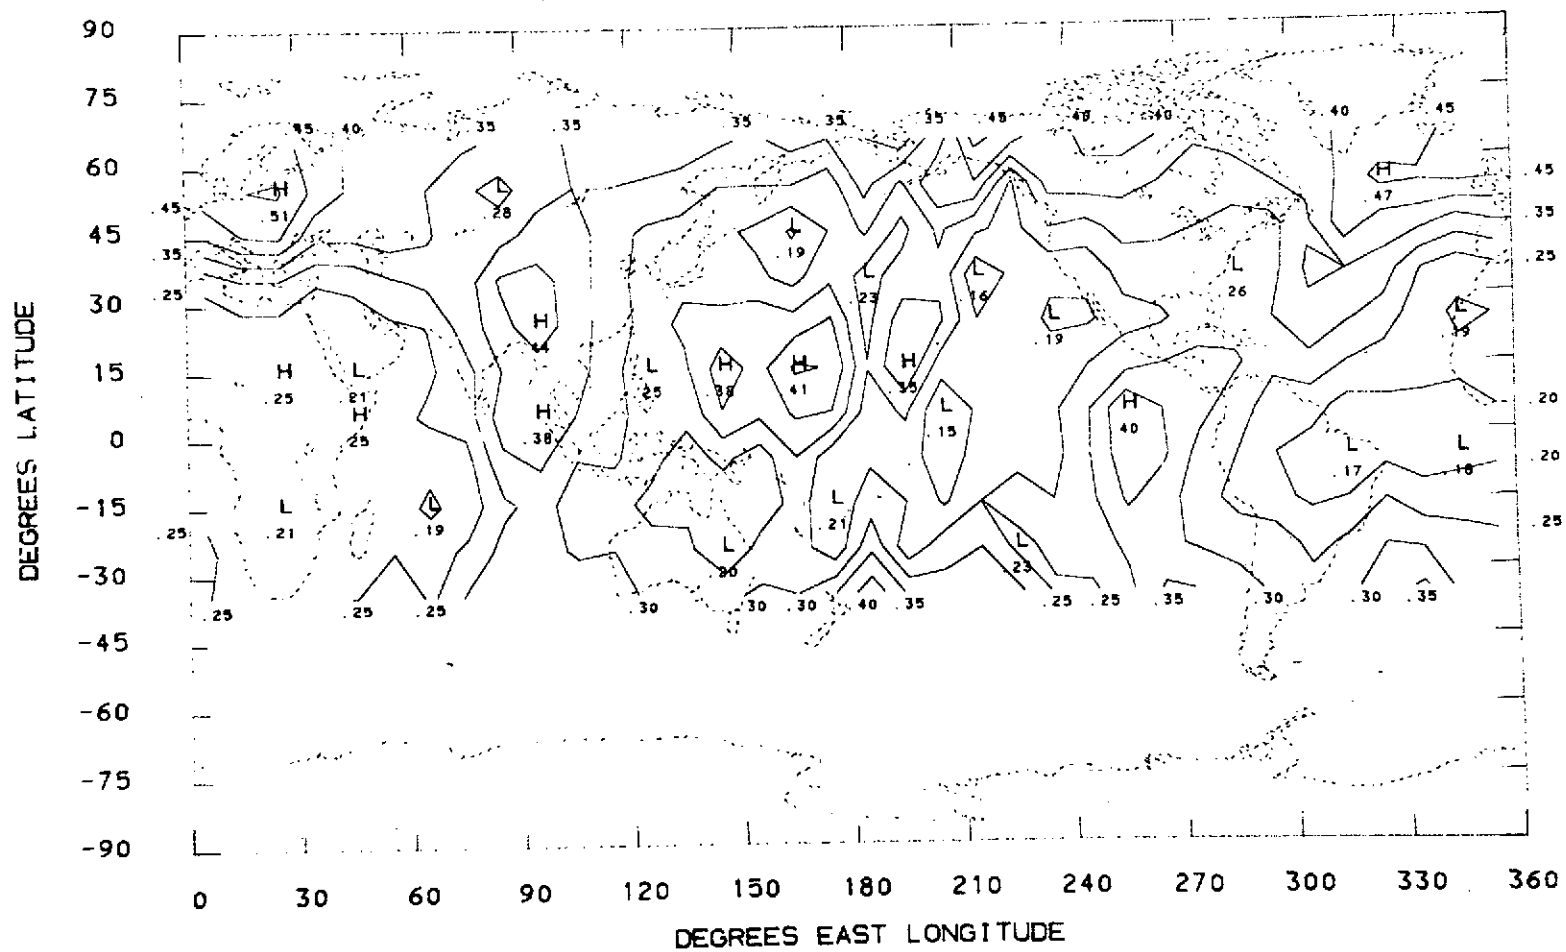 90
75
.45 .40 .35 .35 .35 .35 .35 .45 .40 .40 .40 .45
60
H L H .45
.51 .28 .47
.45 .35
45
L
.35 .19 L L L .25
.23 .16 .26
.25
30
H L L
.44 .19 .19
15
H L L H H L H
.25 .21 .25 .38 .41 .35
H H L H .20
.25 .38 .15 .40
0
L L
.17 .18 .20
-15
L L L
.21 .19 .21 .25
.25 L L
.20 .23
-30
.25 .25 .25 .30 .30 .30 .40 .35 .25 .25 .35 .30 .30 .35
-45
-60
-75
-90
0 30 60 90 120 150 180 210 240 270 300 330 360
DEGREES EAST LONGITUDE
DEGREES LATITUDE